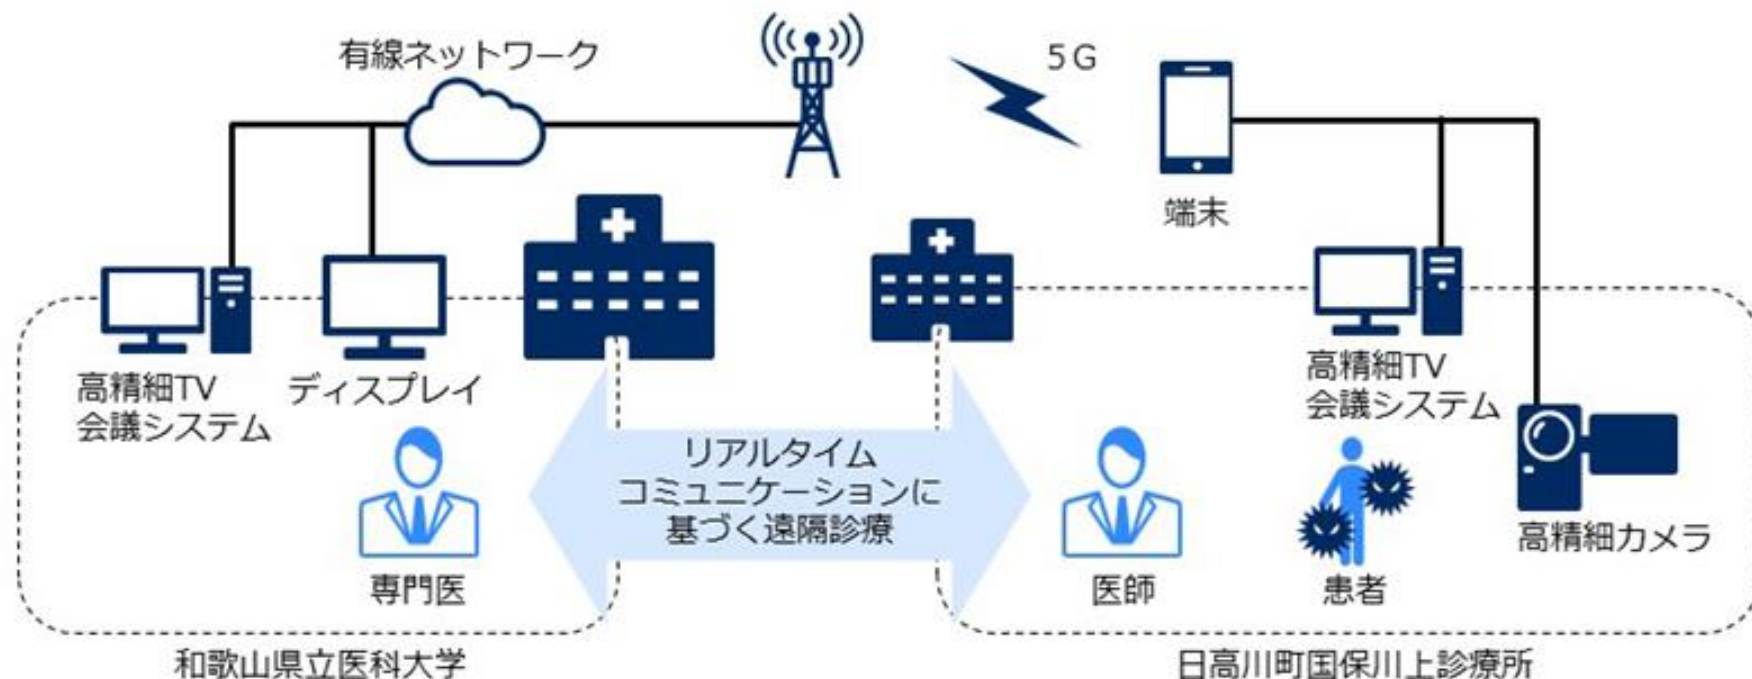 有線ネットワーク
5G
端末
高精細TV
会議システム
ディスプレイ
高精細TV
会議システム
リアルタイム
コミュニケーションに
基づく遠隔診療
専門医
医師
患者
高精細カメラ
和歌山県立医科大学
日高川町国保川上診療所